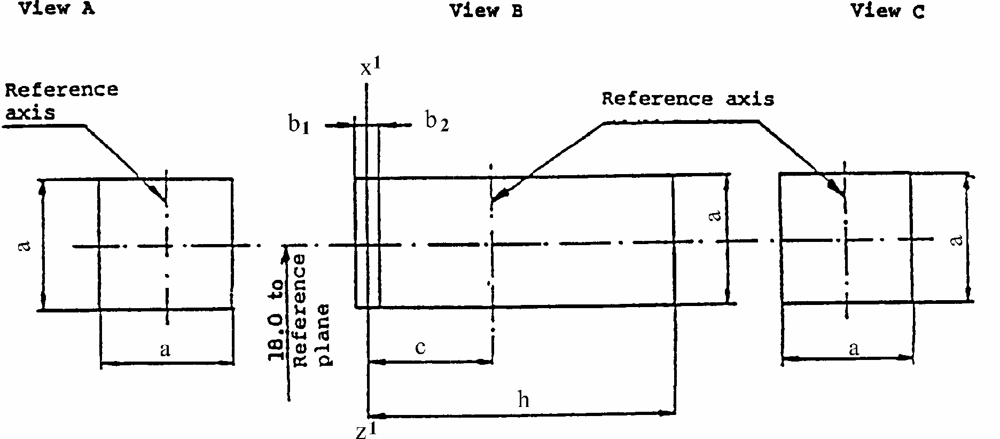 View A
View B
View C
x1
Reference
axis
Reference axis
b1
b2
a
a
a
a
18.0 to
Reference
plane
a
c
a
h
z1